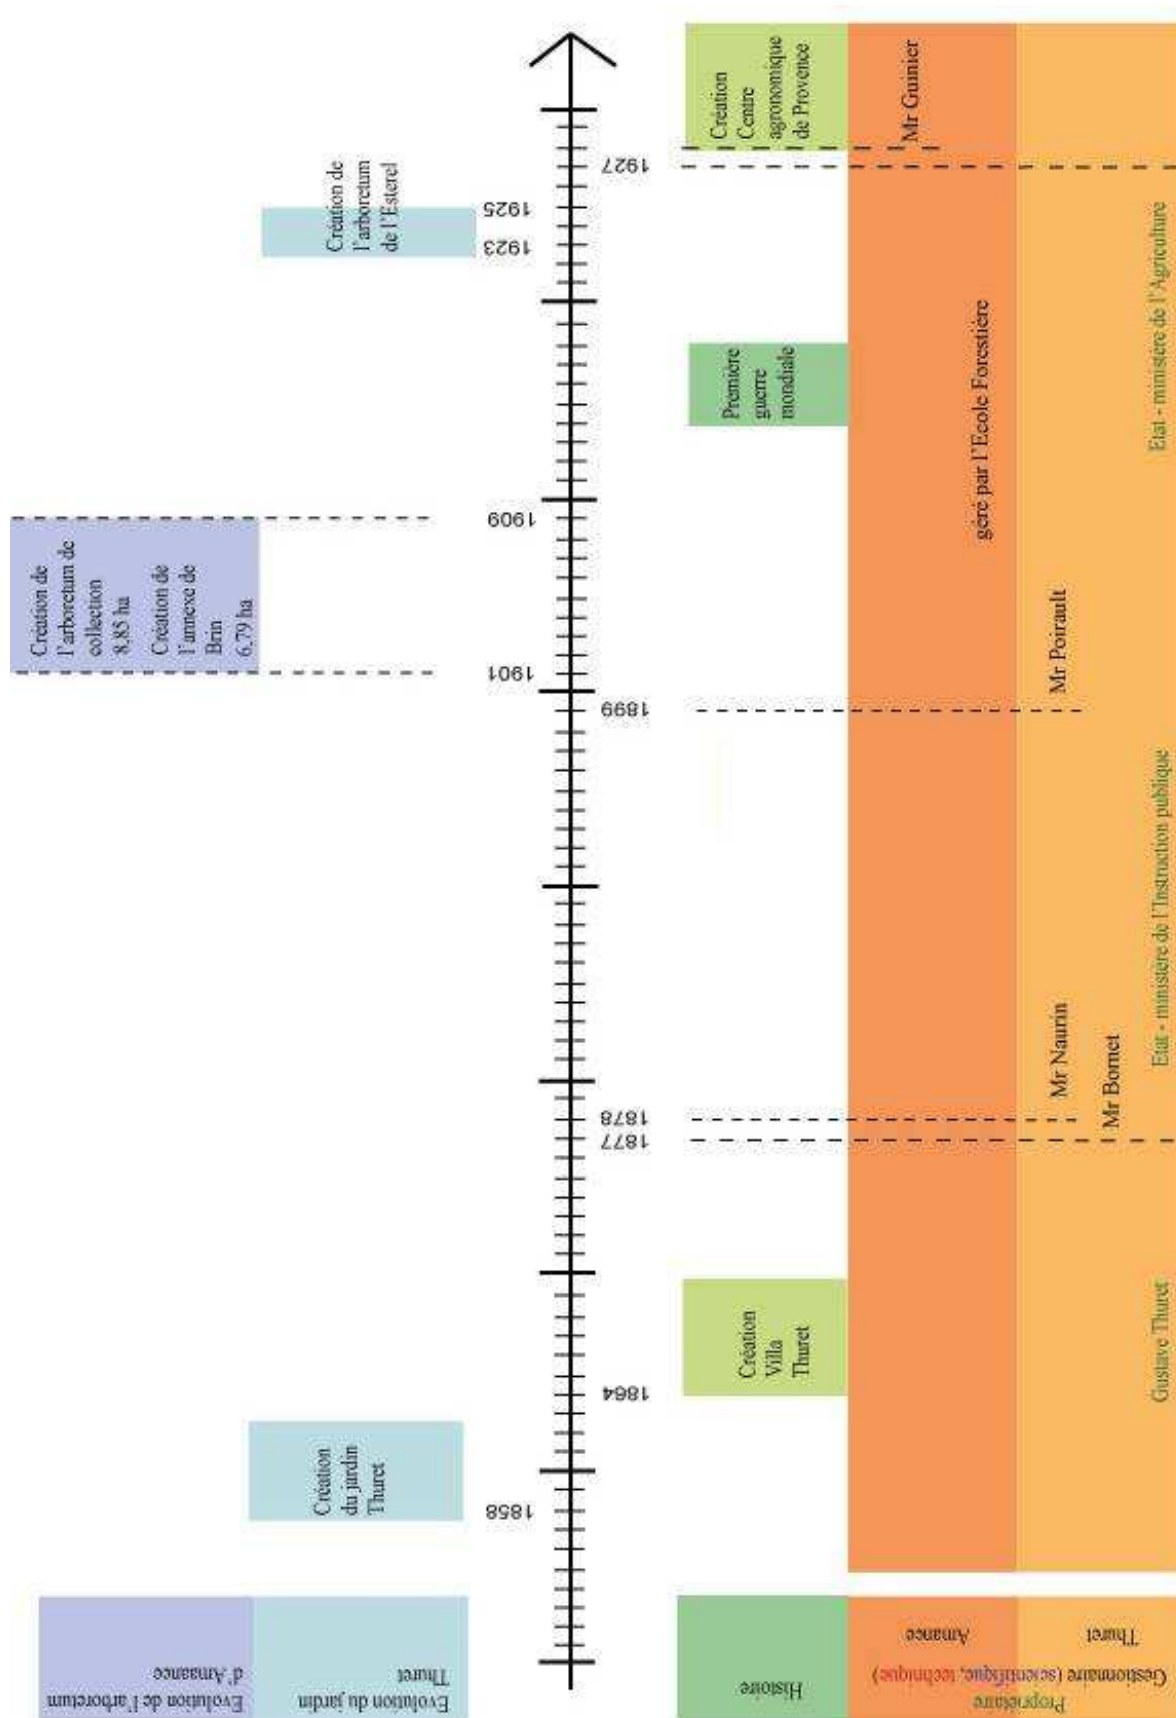 Evolution de l'arboretum
d'Amaance
Evolution du jardin
Thuret
Histoire
Propriétaire
Gestionnaire (scientifique, technique)
Amance
Thuret
Création de
l'arboretum de
collection
8,85 ha
Création de
l'annexe de
Brin
6,79 ha
Création
du jardin
Thuret
Création de
l'arboretum
de l'Esterel
1858
1901
1909
1923
1925
1864
1877
1878
1899
1927
Création
Villa
Thuret
Première
guerre
mondiale
Création
Centre
agronomique
de Provence
géré par l'Ecole Forestière
Mr Guinier
Mr Naurin
Mr Bornet
Mr Poirault
Gustave Thuret
Etat - ministère de l'Instruction publique
Etat - ministère de l'Agriculture